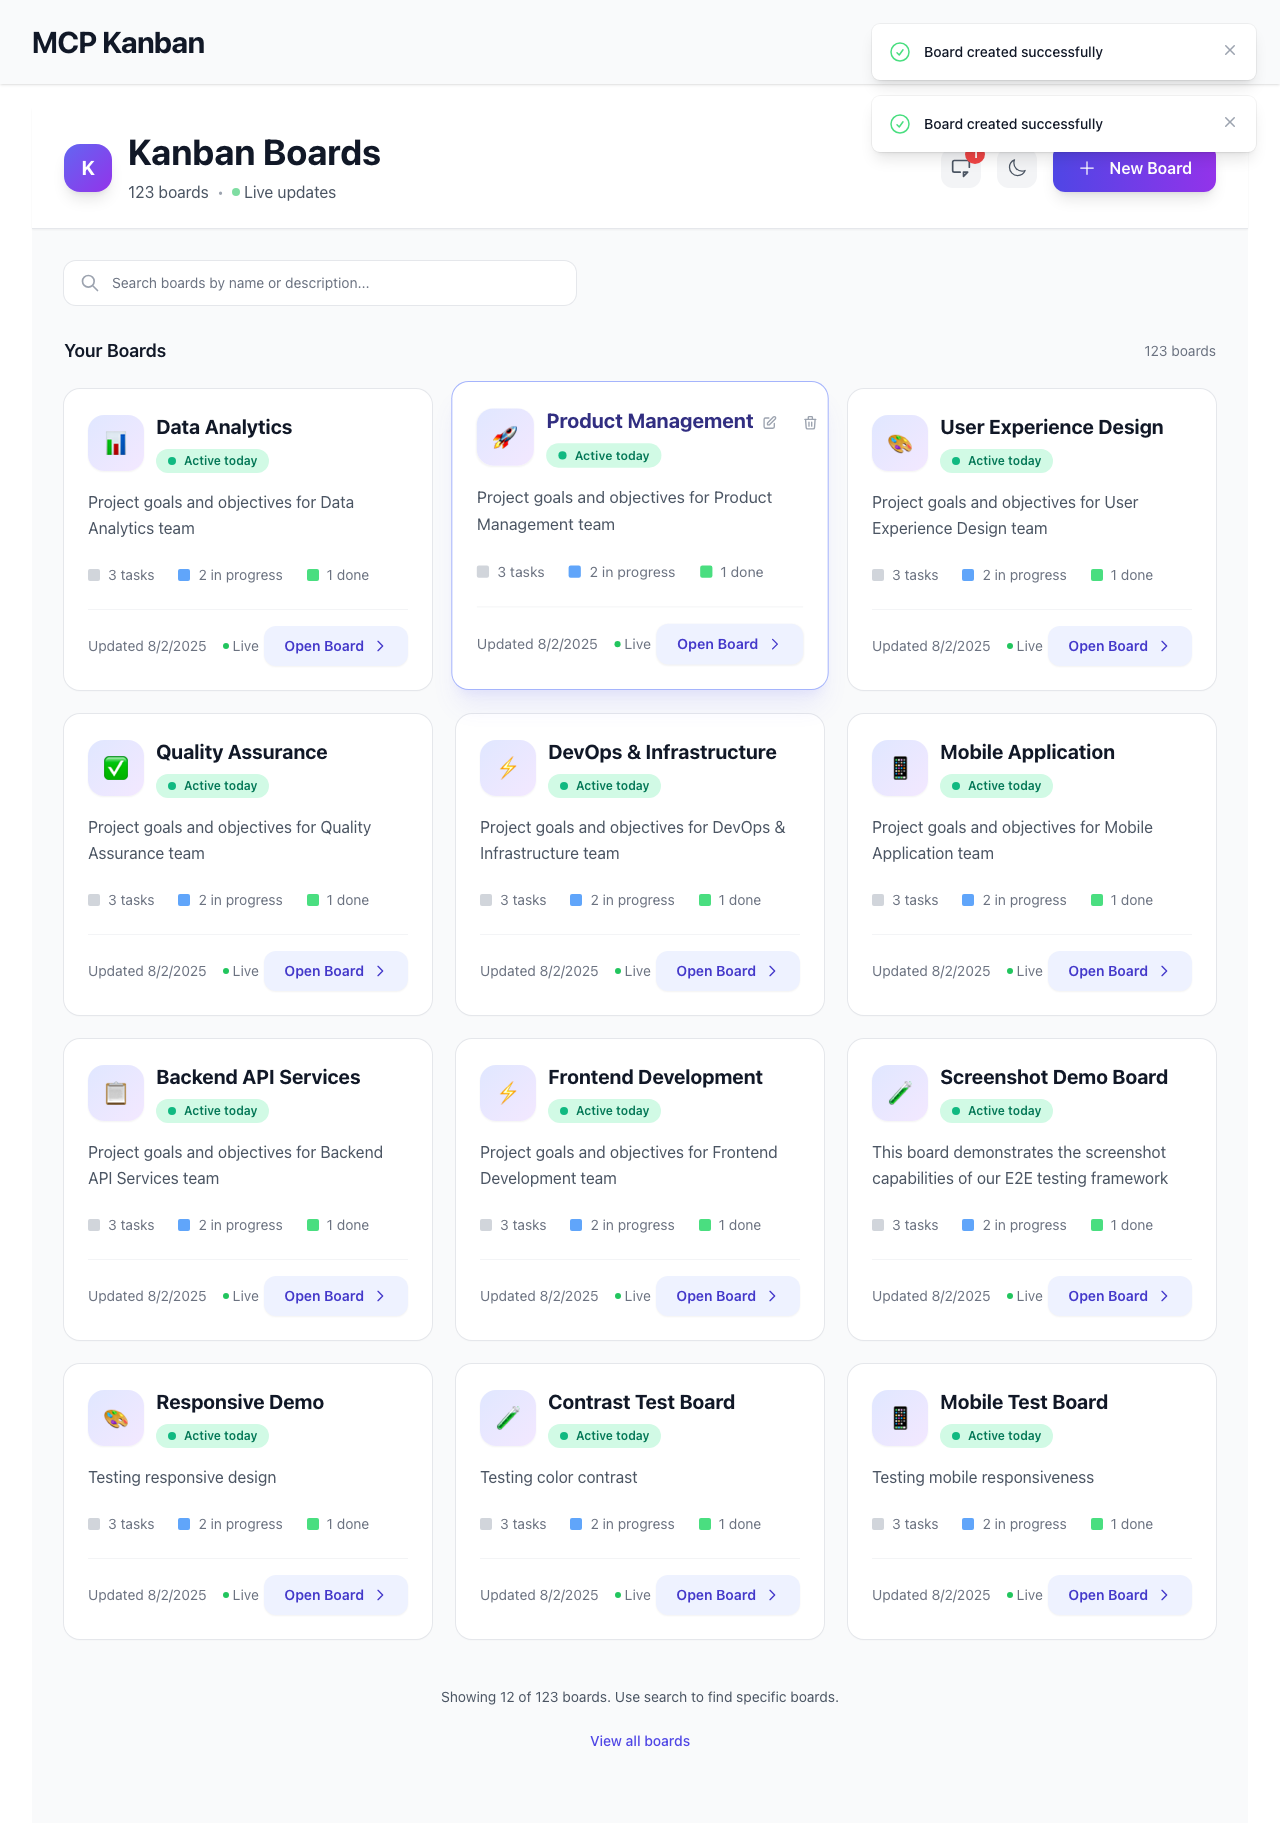 MCP Kanban
Board created successfully
Board created successfully
K
Kanban Boards
123 boards • Live updates
New Board
Search boards by name or description...
Your Boards
123 boards
Data Analytics
Active today
Project goals and objectives for Data
Analytics team
3 tasks
2 in progress
1 done
Updated 8/2/2025
Live
Open Board
Product Management
Active today
Project goals and objectives for Product
Management team
3 tasks
2 in progress
1 done
Updated 8/2/2025
Live
Open Board
User Experience Design
Active today
Project goals and objectives for User
Experience Design team
3 tasks
2 in progress
1 done
Updated 8/2/2025
Live
Open Board
Quality Assurance
Active today
Project goals and objectives for Quality
Assurance team
3 tasks
2 in progress
1 done
Updated 8/2/2025
Live
Open Board
DevOps & Infrastructure
Active today
Project goals and objectives for DevOps &
Infrastructure team
3 tasks
2 in progress
1 done
Updated 8/2/2025
Live
Open Board
Mobile Application
Active today
Project goals and objectives for Mobile
Application team
3 tasks
2 in progress
1 done
Updated 8/2/2025
Live
Open Board
Backend API Services
Active today
Project goals and objectives for Backend
API Services team
3 tasks
2 in progress
1 done
Updated 8/2/2025
Live
Open Board
Frontend Development
Active today
Project goals and objectives for Frontend
Development team
3 tasks
2 in progress
1 done
Updated 8/2/2025
Live
Open Board
Screenshot Demo Board
Active today
This board demonstrates the screenshot
capabilities of our E2E testing framework
3 tasks
2 in progress
1 done
Updated 8/2/2025
Live
Open Board
Responsive Demo
Active today
Testing responsive design
3 tasks
2 in progress
1 done
Updated 8/2/2025
Live
Open Board
Contrast Test Board
Active today
Testing color contrast
3 tasks
2 in progress
1 done
Updated 8/2/2025
Live
Open Board
Mobile Test Board
Active today
Testing mobile responsiveness
3 tasks
2 in progress
1 done
Updated 8/2/2025
Live
Open Board
Showing 12 of 123 boards. Use search to find specific boards.
View all boards